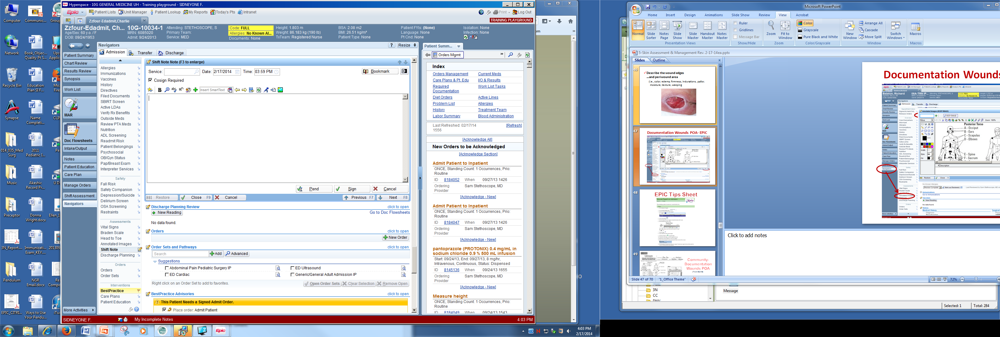 Computer
Communic...
Group
Network
Book_Objec...
Quality Pt S...
Ups
Applic
Recycle Bin
Education
Plan SI F...
Moz
Fire
Synapse
Name
Completi...
CLIN
014_035_Med
Surg
2011
Pediatric I...
Pe
Music
Akashic
Record Pr...
U D
Preceptor
Donna
Wright.docx
Ellen_1
3N_Report....
Immunizati...
Exam_KEY....
201309
Pendulum
NGR
Email.docx
Re
Compe
EPIC_CITRI...
Ways to Use
Your Pendu...
iTu
Hyperspace - 10G GENERAL MEDICINE UH - Training playground - SIDNEYONE F.
Epic
Patient Lists
Unit Manager
Patient Lookup
My Reports
Today's Pts
Intranet
Print
Log Out
Zzfour-Edadmit,Charlie
TRAINING PLAYGROUND
Zzfour-Edadmit, Ch...
Age/Sex: 60 y.o. / F
DOB: 09/24/1953
10G-10034-1
MRN: 6085020
Admit: 9/24/2013
Attending: STETHOSCOPE, S
Primary Team:
Service: MED
Code: FULL
Allergies: No Known Al...
Documents: None
Height: 1.803 m
Weight: 86.183 kg (190 lb)
TxTeam: Registered Nurse
BSA: 2.08 m2
BMI: 26.51 kg/m²
Patient Type: None
Patient FYIs: (None)
Language: None
Pt Cnd: None
Isolation: None
Infection: None
Patient Summary
Chart Review
Results Review
Synopsis
Work List
MAR
Doc Flowsheets
Intake/Output
Notes
Patient Education
Care Plan
Manage Orders
Shift Assessment
Navigators
More Activities
Navigators
? Resize
Admission
Transfer
Discharge
Allergies
Immunizations
Vaccines
History
Directives
Filed Documents
SBIRT Screen
Active LDAs
Verify Rx Benefits
Outside Meds
Review PTA Meds
Nutrition
ADL Screening
Readmit Risk
Patient Belongings
Psychosocial
OB/Gyn Status
Pap/Breast Exam
Interpreter Services
Safety
Fall Risk
Safety Companion
Depression/Suicide
Delirium Screen
OSA Screening
Restraints
Assessments
Vital Signs
Braden Scale
Head to Toe
Annotated Images
Shift Note
Discharge Planning
Orders
Orders
Order Sets
Interventions
BestPractice
Care Plans
Patient Education
Shift Note Note (F3 to enlarge)
Service:
Date: 2/17/2014
Time: 03:59 PM
Bookmark
Cosign Required
B
Insert SmartText
Pend
Sign
Cancel
Restore
Close F9
Cancel
Previous F7
Next F8
Discharge Planning Review
click to open
New Reading
Go to Doc Flowsheets
No data found.
Orders
click to open
New Order
Order Sets and Pathways
click to open
Search
Add
Advanced
Suggestions
Abdominal Pain Pediatric Surgery IP
ED Ultrasound
ED Cardiac
Generic/General Adult Admission IP
Right click on an Order Set to add to favorites.
Open Order Sets
Clear Selection
Remove Open
BestPractice Advisories
click to open
This Patient Needs a Signed Admit Order.
Place order: Admit Patient
Patient Summ...
Orders Mgmt
Index
Orders Management
Current Meds
Care Plans & Pt. Edu
I/O & Results
Required
Documentation
Work List Tasks
Diet Orders
Active Lines
Problem List
Allergies
History
Treatment Team
Labor Summary
Blood Administration
Last Refreshed: 02/17/14
1556
[Refresh]
[Acknowledge All]
New Orders to be Acknowledged
[Acknowledge Section]
Admit Patient to Inpatient
ONCE, Standing Count: 1 Occurrences, Prio:
Routine
ID 8184052 When 09/27/13 1426
Ordering
Provider
Sam Stethoscope, MD
[Acknowledge - New]
Admit Patient to Inpatient
ONCE, Standing Count: 1 Occurrences, Prio:
Routine
ID 8184047 When 09/27/13 1426
Ordering
Provider
Sam Stethoscope, MD
[Acknowledge - New]
pantoprazole (PROTONIX) 0.4 mg/mL in
sodium chloride 0.9 % 500 mL infusion
Start: 09/24/13, End: 09/27/13, 8 mg/hr,
Intravenous, Continuous, Status: Dispensed
ID 8145136 When 09/24/13 1655
Ordering
Provider
Sam Stethoscope, MD
[Acknowledge - New]
Measure height
ONCE, Standing Count: 1 Occurrences, Prio:
Routine
ID 8184049 When 09/24/13 1543
SIDNEYONE F.
My Incomplete Notes
4:03 PM
4:03 PM
2/17/2014
Microsoft PowerPoint
Home
Insert
Design
Animations
Slide Show
Review
View
Acrobat
Normal
Slide
Sorter
Notes
Page
Slide
Show
Slide
Master
Handout
Master
Notes
Master
Presentation Views
Ruler
Gridlines
Message Bar
Show/Hide
Zoom
Fit to
Window
Zoom
Color
Grayscale
Pure Black and White
Color/Grayscale
New
Window
Arrange All
Cascade
Move Split
Switch
Windows
Window
Macros
Macros
5-Skin Assessment & Management Rev. 2-17-14ea.pptx
Slides
Outline
46
Describe the wound edges
...and periwound area
(i.e., color, edema, firmness, indurations, pallor,
moisture, texture, weeping
47
Documentation Wounds POA- EPIC
48
EPIC Tips Sheet
49
UPSTATE
Community-
Documentation
Wounds POA
Documentation Wounds
Balaton, Richard
Annotated Images (BODY IMAGE)
BODY IMAGE
Posterior Torso
A - Occiput
B - Ears
C - Scapulas
D - Elbows
E - Spine
F - Sacrum
Description
Click to add notes
Slide 47 of 70
"1_Office Theme"
72%
3N
CC
DNV
Message
Selected: 1
Total: 284